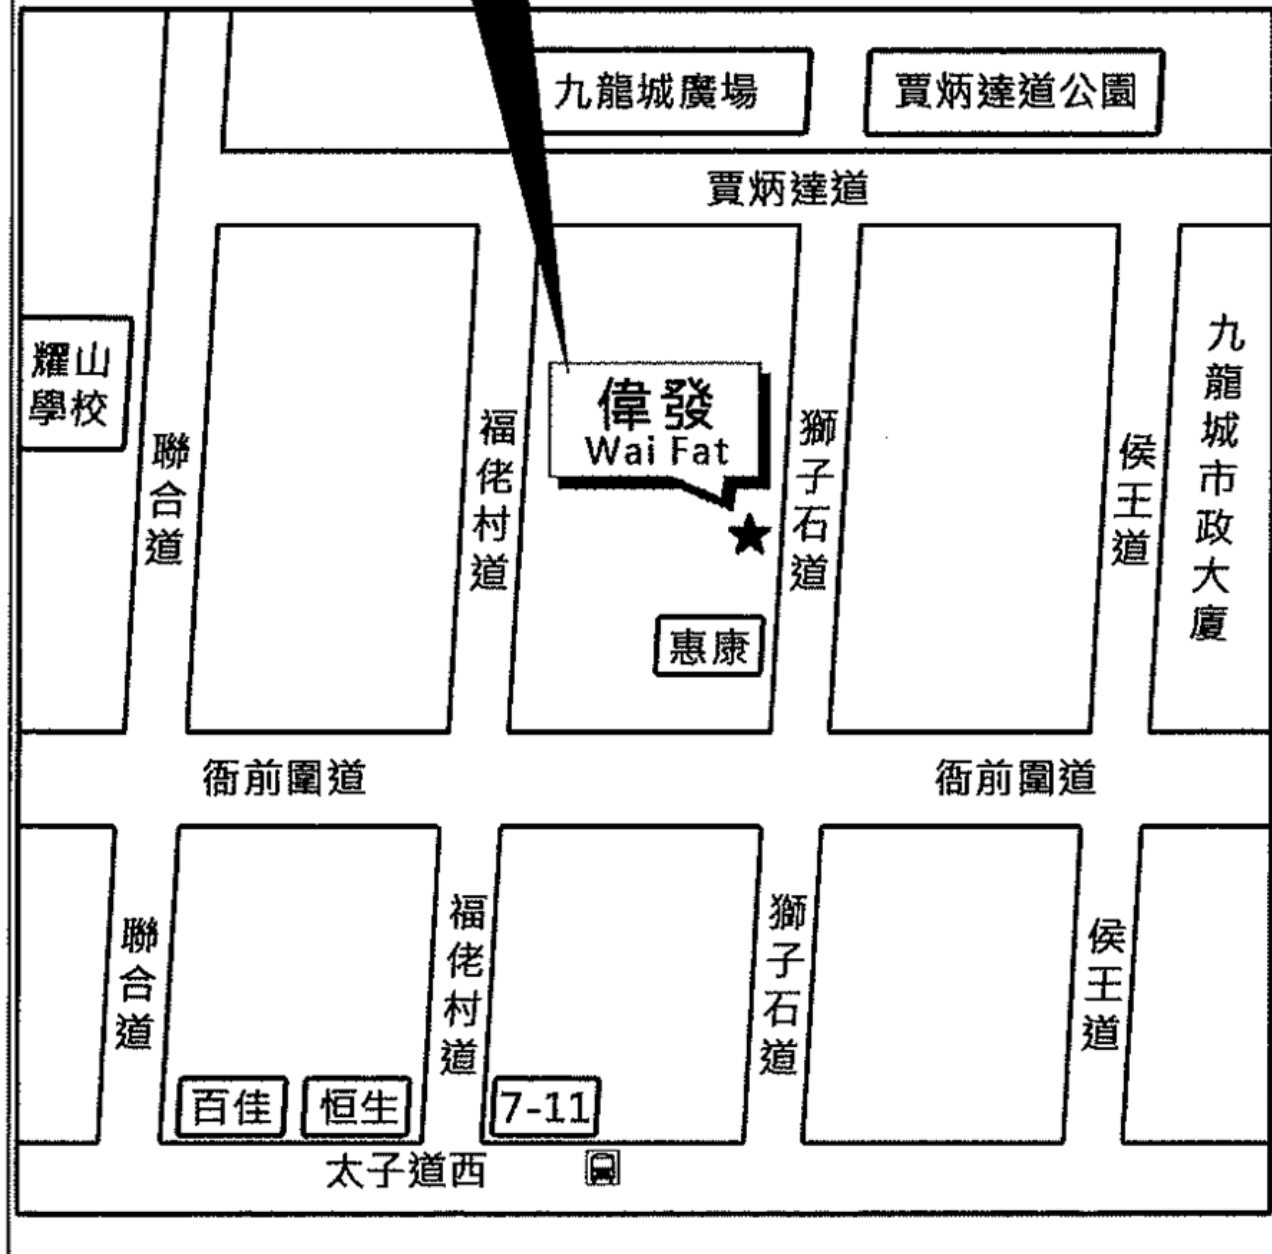 九龍城廣場
賈炳達道公園
賈炳達道
耀山
學校
聯合道
福佬村道
偉發
Wai Fat
獅子石道
侯王道
九龍城市政大廈
惠康
衙前圍道
衙前圍道
聯合道
福佬村道
獅子石道
侯王道
百佳
恒生
7-11
太子道西